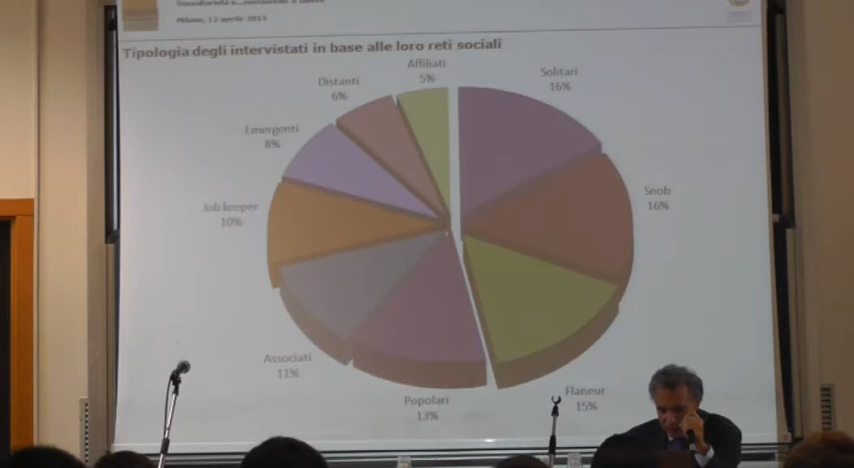 Milano, 12 aprile 2013
Tipologia degli intervistati in base alle loro reti sociali
Affiliati
5%
Solitari
16%
Distanti
6%
Emergenti
8%
Snob
16%
Job keeper
10%
Associati
11%
Flaneur
15%
Popolari
13%